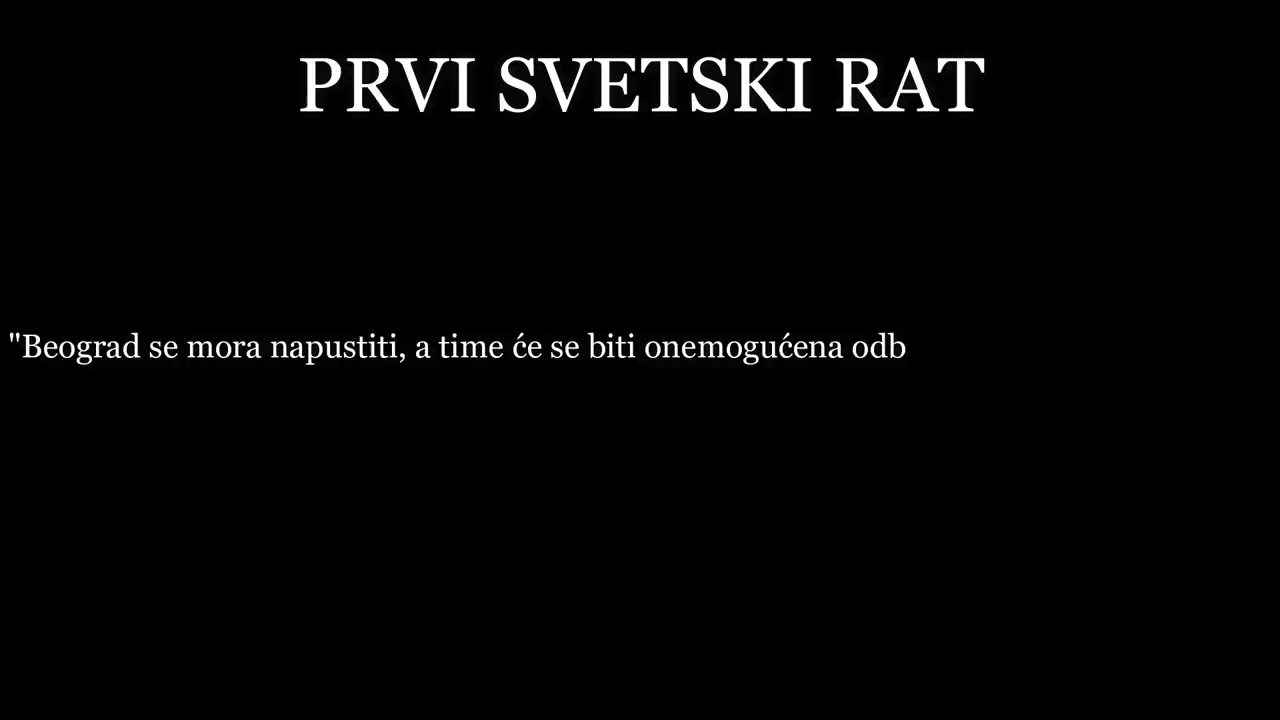 PRVI SVETSKI RAT
"Beograd se mora napustiti, a time će se biti onemogućena odb